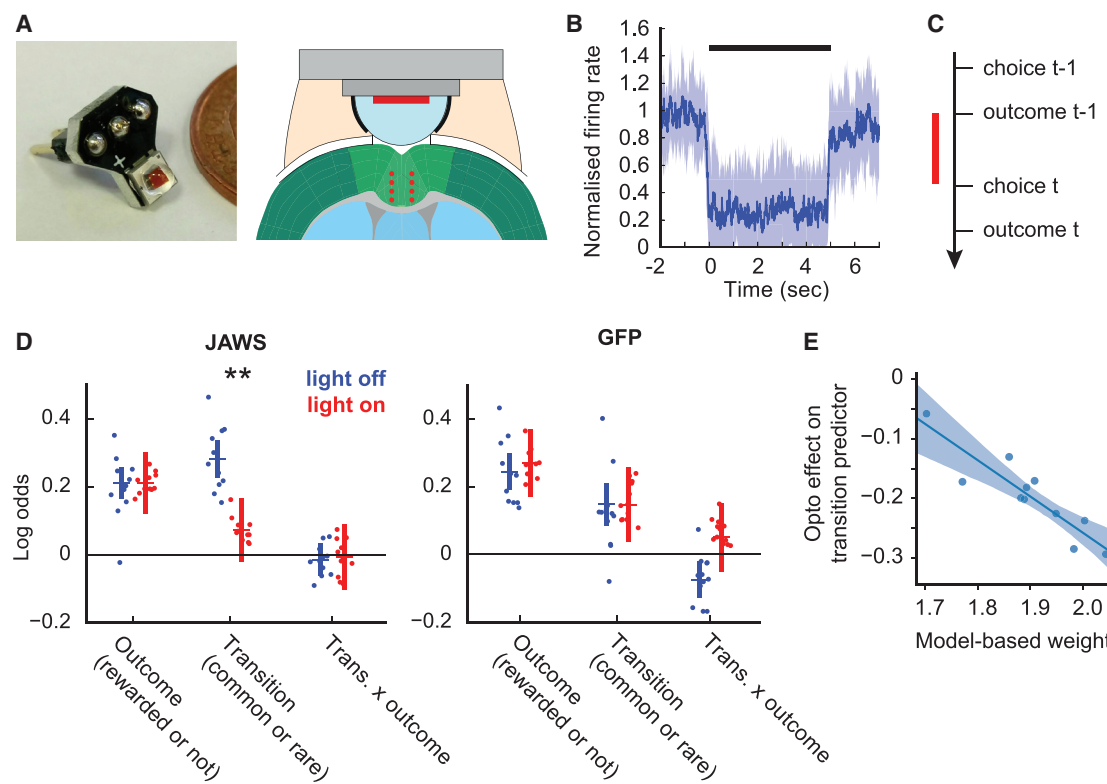 A
B
Normalised firing rate
1.6
1.4
1.2
1
0.8
0.6
0.4
0.2
0
-2
0
2
4
6
Time (sec)
C
choice t-1
outcome t-1
choice t
outcome t
D
JAWS
**
light off
light on
Log odds
0.4
0.2
0
−0.2
Outcome
(rewarded or not)
Transition
(common or rare)
Trans. x outcome
GFP
0.4
0.2
0
−0.2
Outcome
(rewarded or not)
Transition
(common or rare)
Trans. x outcome
E
Opto effect on
transition predictor
0
−0.1
−0.2
−0.3
1.7
1.8
1.9
2.0
Model-based weight